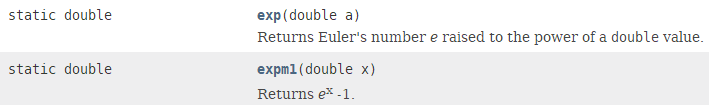 static double exp(double a)
Returns Euler's number e raised to the power of a double value.
static double expm1(double x)
Returns eˣ -1.